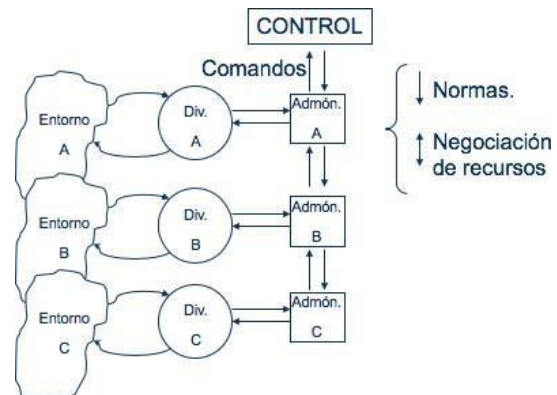 CONTROL
Comandos
Normas.
Negociación
de recursos
Entorno
A
Div.
A
Admón.
A
Entorno
B
Div.
B
Admón.
B
Entorno
C
Div.
C
Admón.
C